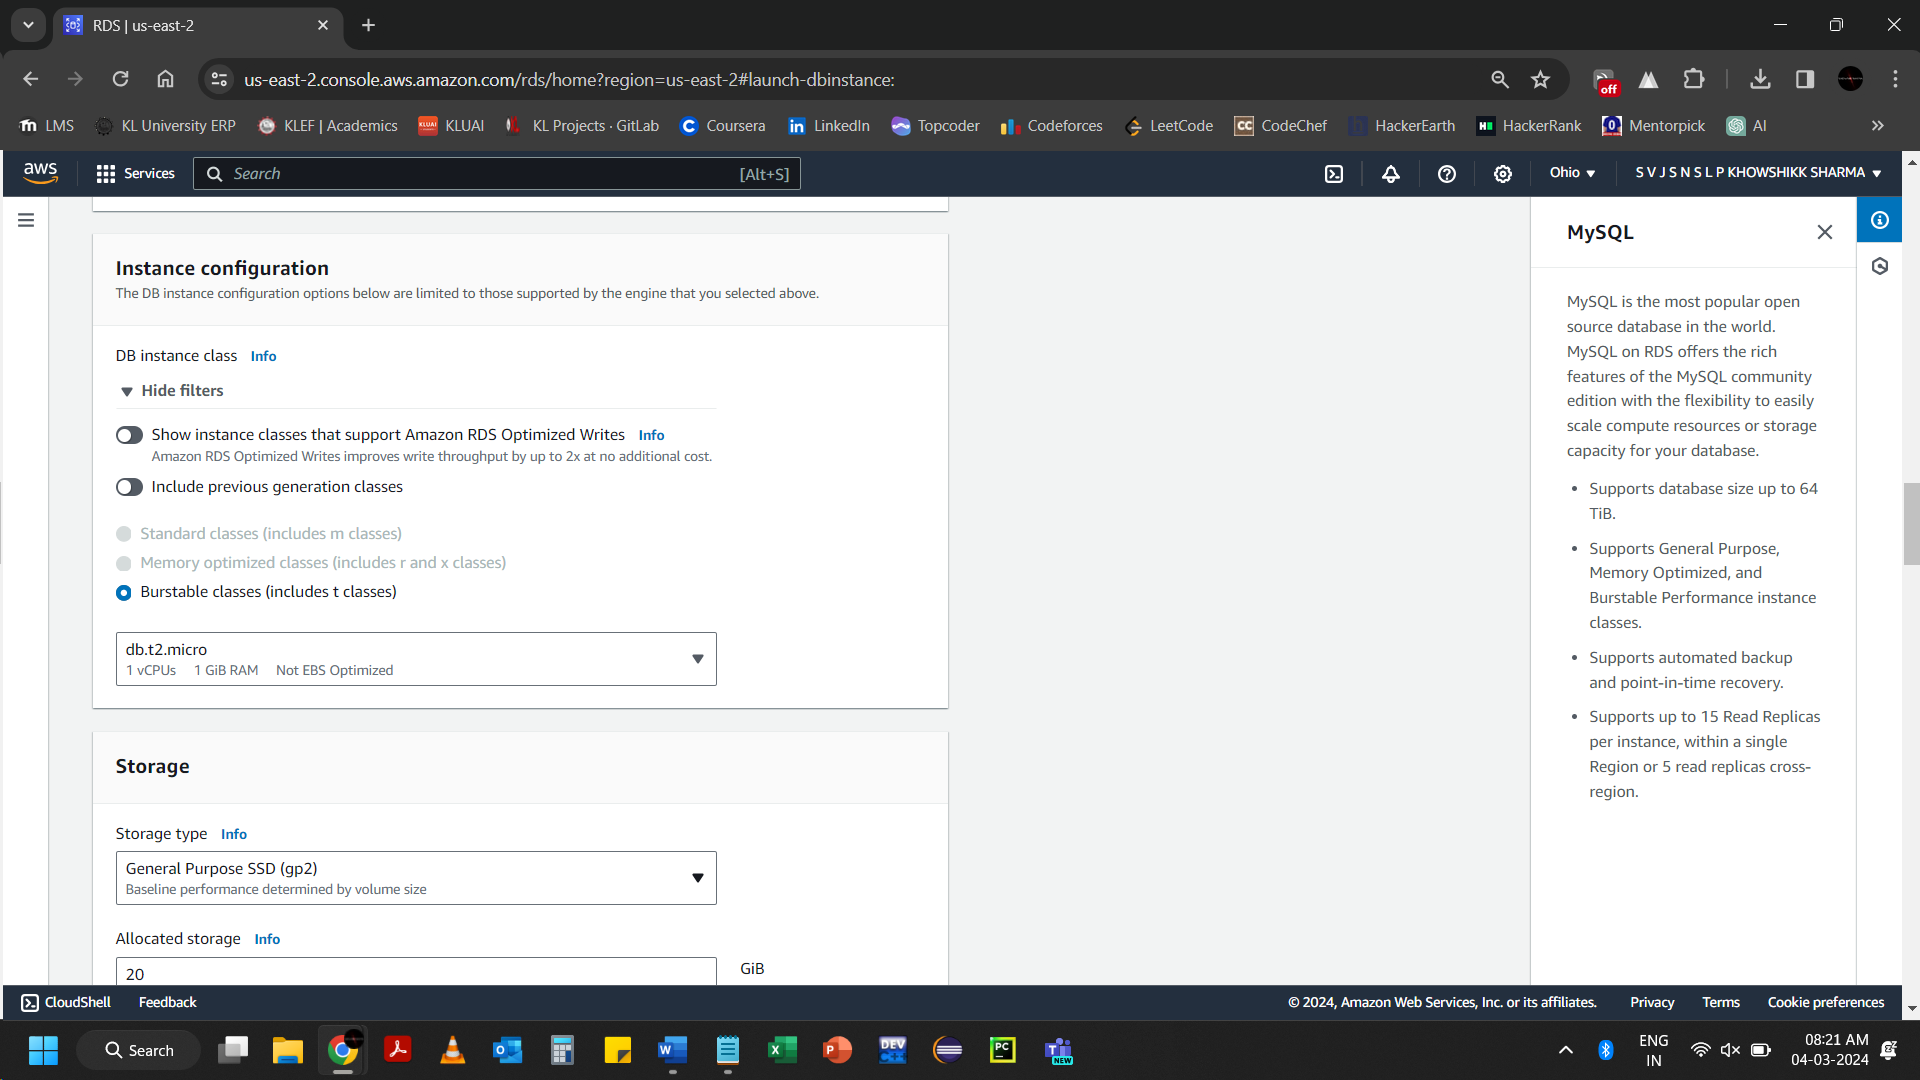 RDS | us-east-2
us-east-2.console.aws.amazon.com/rds/home?region=us-east-2#launch-dbinstance:
off
LMS
KL University ERP
KLEF | Academics
KLUAI
KL Projects · GitLab
Coursera
LinkedIn
Topcoder
Codeforces
LeetCode
CodeChef
HackerEarth
HackerRank
Mentorpick
AI
aws
Services
Search
[Alt+S]
Ohio
S V J S N S L P KHOWSHIKK SHARMA
Instance configuration
The DB instance configuration options below are limited to those supported by the engine that you selected above.
DB instance class Info
Hide filters
Show instance classes that support Amazon RDS Optimized Writes Info
Amazon RDS Optimized Writes improves write throughput by up to 2x at no additional cost.
Include previous generation classes
Standard classes (includes m classes)
Memory optimized classes (includes r and x classes)
Burstable classes (includes t classes)
db.t2.micro
1 vCPUs 1 GiB RAM Not EBS Optimized
Storage
Storage type Info
General Purpose SSD (gp2)
Baseline performance determined by volume size
Allocated storage Info
20
GiB
MySQL
MySQL is the most popular open
source database in the world.
MySQL on RDS offers the rich
features of the MySQL community
edition with the flexibility to easily
scale compute resources or storage
capacity for your database.
• Supports database size up to 64
TiB.
• Supports General Purpose,
Memory Optimized, and
Burstable Performance instance
classes.
• Supports automated backup
and point-in-time recovery.
• Supports up to 15 Read Replicas
per instance, within a single
Region or 5 read replicas cross-
region.
CloudShell
Feedback
© 2024, Amazon Web Services, Inc. or its affiliates.
Privacy
Terms
Cookie preferences
Search
DEV
PC
NEW
ENG
IN
08:21 AM
04-03-2024